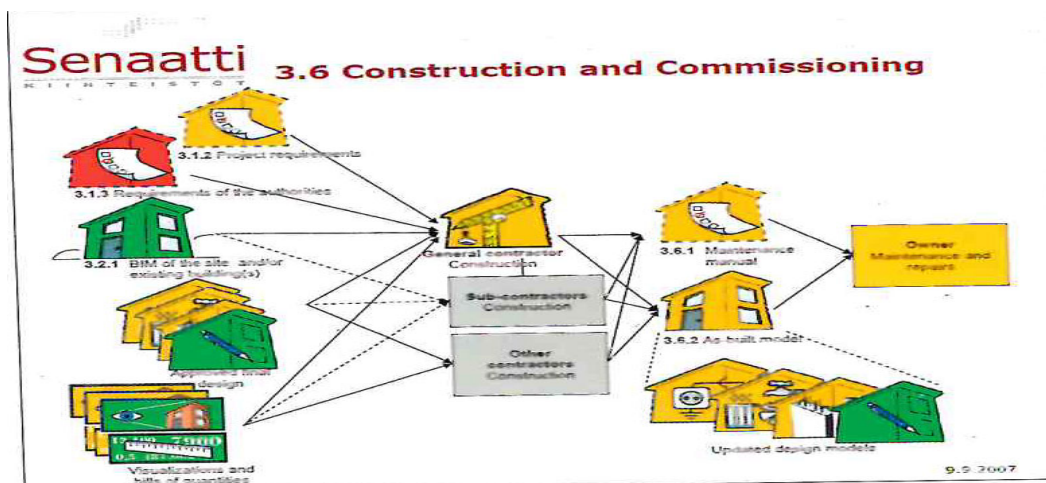 Senaatti
KIINTEISTÖT
3.6 Construction and Commissioning
3.1.2 Project requirements
3.1.3 Requirements of the authorities
3.2.1 BIM of the site and/or
existing building(s)
Approved final
design
Visualizations and
bills of quantities
General contractor
Construction
Sub-contractors
Construction
Other
contractors
Construction
3.6.1 Maintenance
manual
3.6.2 As-built model
Owner
Maintenance and
repairs
Updated design models
9.9.2007